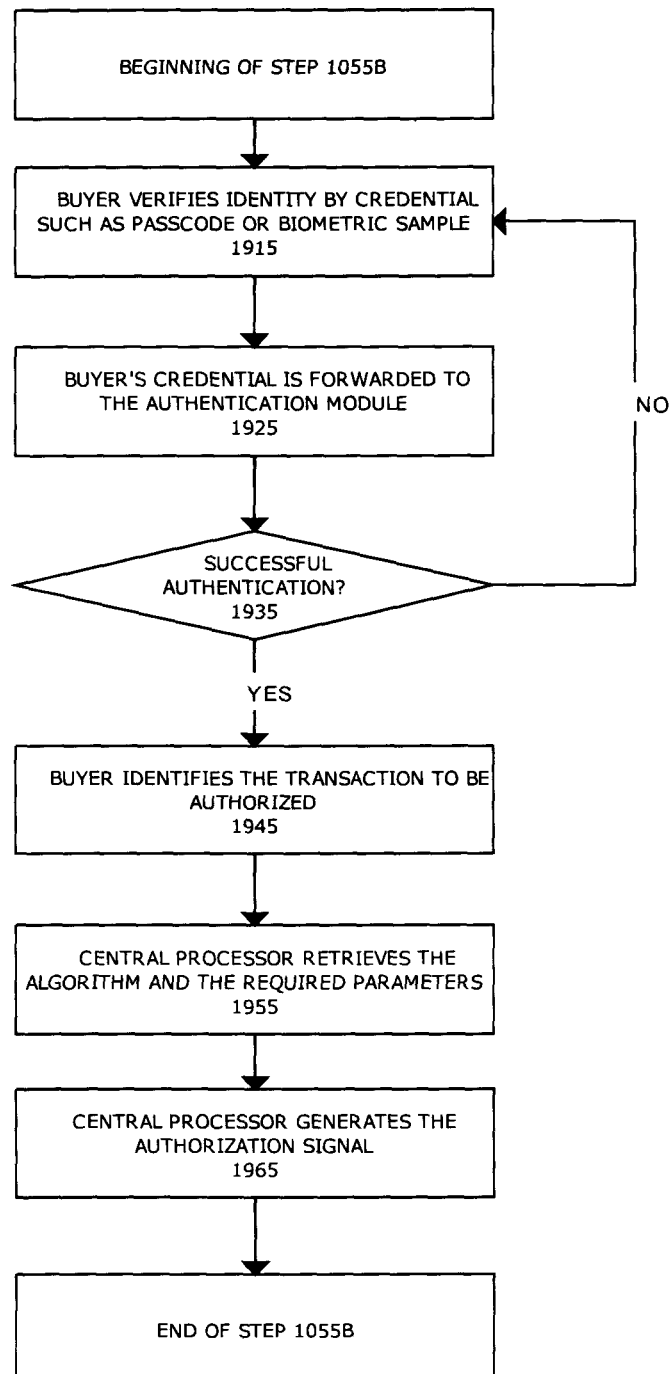 BEGINNING OF STEP 1055B
BUYER VERIFIES IDENTITY BY CREDENTIAL
SUCH AS PASSCODE OR BIOMETRIC SAMPLE
1915
BUYER'S CREDENTIAL IS FORWARDED TO
THE AUTHENTICATION MODULE
1925
NO
SUCCESSFUL
AUTHENTICATION?
1935
YES
BUYER IDENTIFIES THE TRANSACTION TO BE
AUTHORIZED
1945
CENTRAL PROCESSOR RETRIEVES THE
ALGORITHM AND THE REQUIRED PARAMETERS
1955
CENTRAL PROCESSOR GENERATES THE
AUTHORIZATION SIGNAL
1965
END OF STEP 1055B